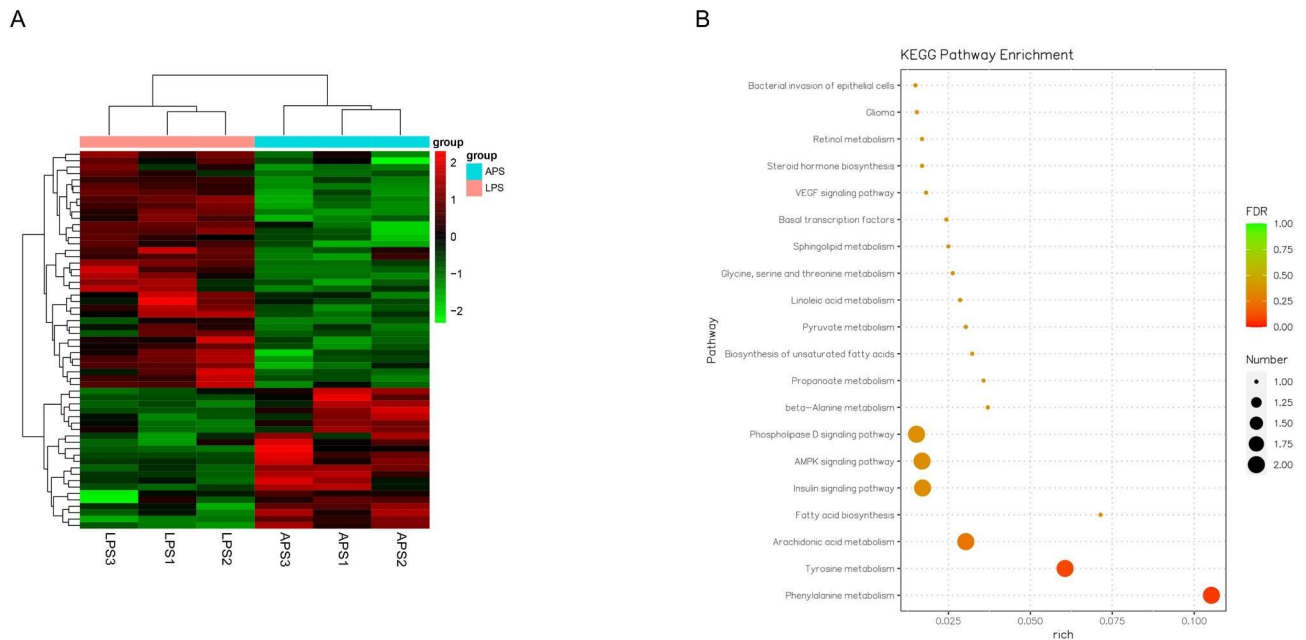 A
group
2
1
0
−1
−2
group
APS
LPS
LPS3
LPS1
LPS2
APS3
APS1
APS2
B
KEGG Pathway Enrichment
Pathway
Bacterial invasion of epithelial cells
Glioma
Retinol metabolism
Steroid hormone biosynthesis
VEGF signaling pathway
Basal transcription factors
Sphingolipid metabolism
Glycine, serine and threonine metabolism
Linoleic acid metabolism
Pyruvate metabolism
Biosynthesis of unsaturated fatty acids
Propanoate metabolism
beta−Alanine metabolism
Phospholipase D signaling pathway
AMPK signaling pathway
Insulin signaling pathway
Fatty acid biosynthesis
Arachidonic acid metabolism
Tyrosine metabolism
Phenylalanine metabolism
0.025
0.050
0.075
0.100
rich
FDR
1.00
0.75
0.50
0.25
0.00
Number
1.00
1.25
1.50
1.75
2.00